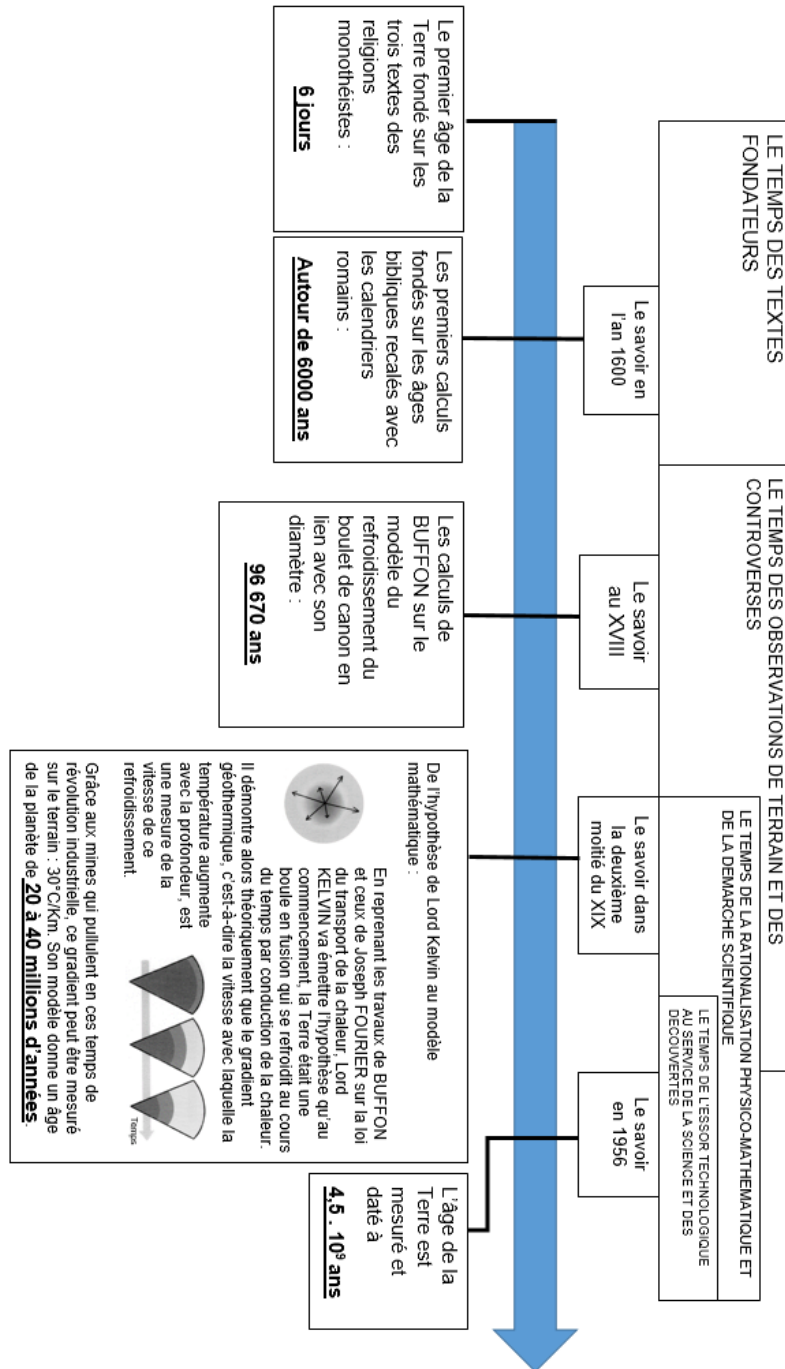 LE TEMPS DES TEXTES
FONDATEURS
LE TEMPS DES OBSERVATIONS DE TERRAIN ET DES
CONTROVERSES
LE TEMPS DE LA RATIONALISATION PHYSICO-MATHEMATIQUE ET
DE LA DEMARCHE SCIENTIFIQUE
LE TEMPS DE L'ESSOR TECHNOLOGIQUE
AU SERVICE DE LA SCIENCE ET DES
DECOUVERTES
Le savoir en
l'an 1600
Le savoir
au XVIII
Le savoir dans
la deuxième
moitié du XIX
Le savoir
en 1956
Le premier âge de la
Terre fondé sur les
trois textes des
religions
monothéistes :
6 jours
Les premiers calculs
fondés sur les âges
bibliques recalés avec
les calendriers
romains :
Autour de 6000 ans
Les calculs de
BUFFON sur le
modèle du
refroidissement du
boulet de canon en
lien avec son
diamètre :
96 670 ans
De l'hypothèse de Lord Kelvin au modèle
mathématique :
En reprenant les travaux de BUFFON
et ceux de Joseph FOURIER sur la loi
du transport de la chaleur, Lord
KELVIN va émettre l'hypothèse qu'au
commencement, la Terre était une
boule en fusion qui se refroidit au cours
du temps par conduction de la chaleur.
Il démontre alors théoriquement que le gradient
géothermique, c'est-à-dire la vitesse avec laquelle la
température augmente
avec la profondeur, est
une mesure de la
vitesse de ce
refroidissement.
Temps
Grâce aux mines qui pullulent en ces temps de
révolution industrielle, ce gradient peut être mesuré
sur le terrain : 30°C/Km. Son modèle donne un âge
de la planète de 20 à 40 millions d'années.
L'âge de la
Terre est
mesuré et
daté à
4,5 . 10⁹ ans